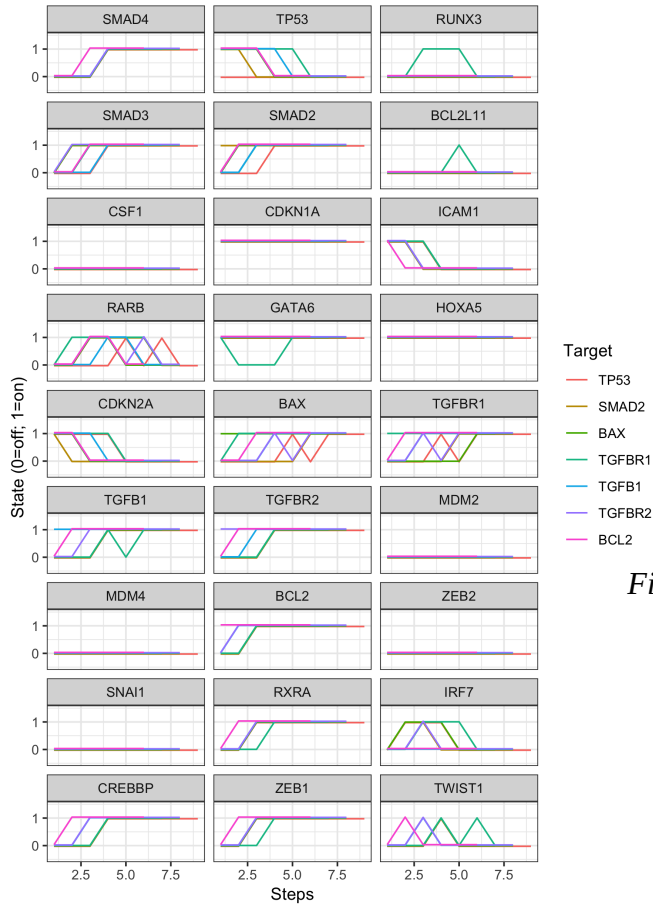 SMAD4 TP53 RUNX3
1
0
SMAD3 SMAD2 BCL2L11
1
0
CSF1 CDKN1A ICAM1
1
0
RARB GATA6 HOXA5
1
0
CDKN2A BAX TGFBR1
1
0
TGFB1 TGFBR2 MDM2
1
0
MDM4 BCL2 ZEB2
1
0
SNAI1 RXRA IRF7
1
0
CREBBP ZEB1 TWIST1
1
0
2.5 5.0 7.5 2.5 5.0 7.5 2.5 5.0 7.5
Steps
State (0=off; 1=on)
Target
TP53
SMAD2
BAX
TGFBR1
TGFB1
TGFBR2
BCL2
Fi